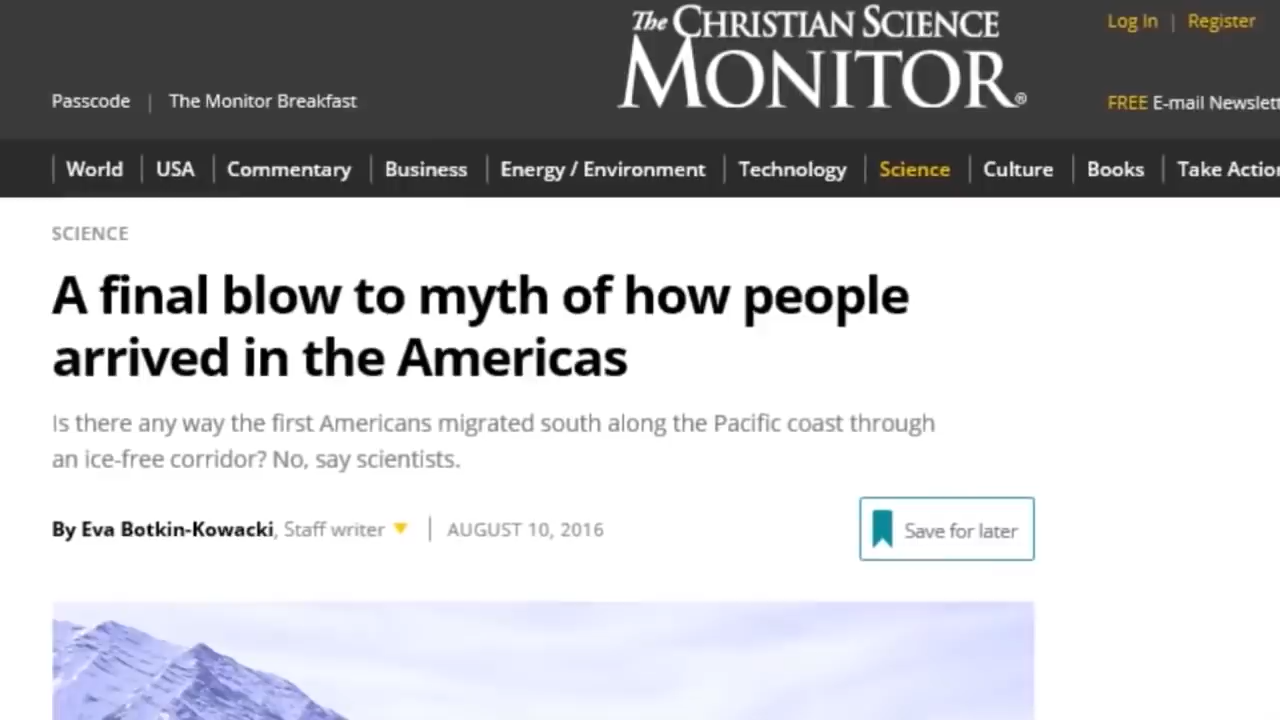 The CHRISTIAN SCIENCE
MONITOR®
Log In | Register
Passcode | The Monitor Breakfast
FREE E-mail Newslett
World | USA | Commentary | Business | Energy / Environment | Technology | Science | Culture | Books | Take Action
SCIENCE
A final blow to myth of how people
arrived in the Americas
Is there any way the first Americans migrated south along the Pacific coast through
an ice-free corridor? No, say scientists.
By Eva Botkin-Kowacki, Staff writer | AUGUST 10, 2016
Save for later